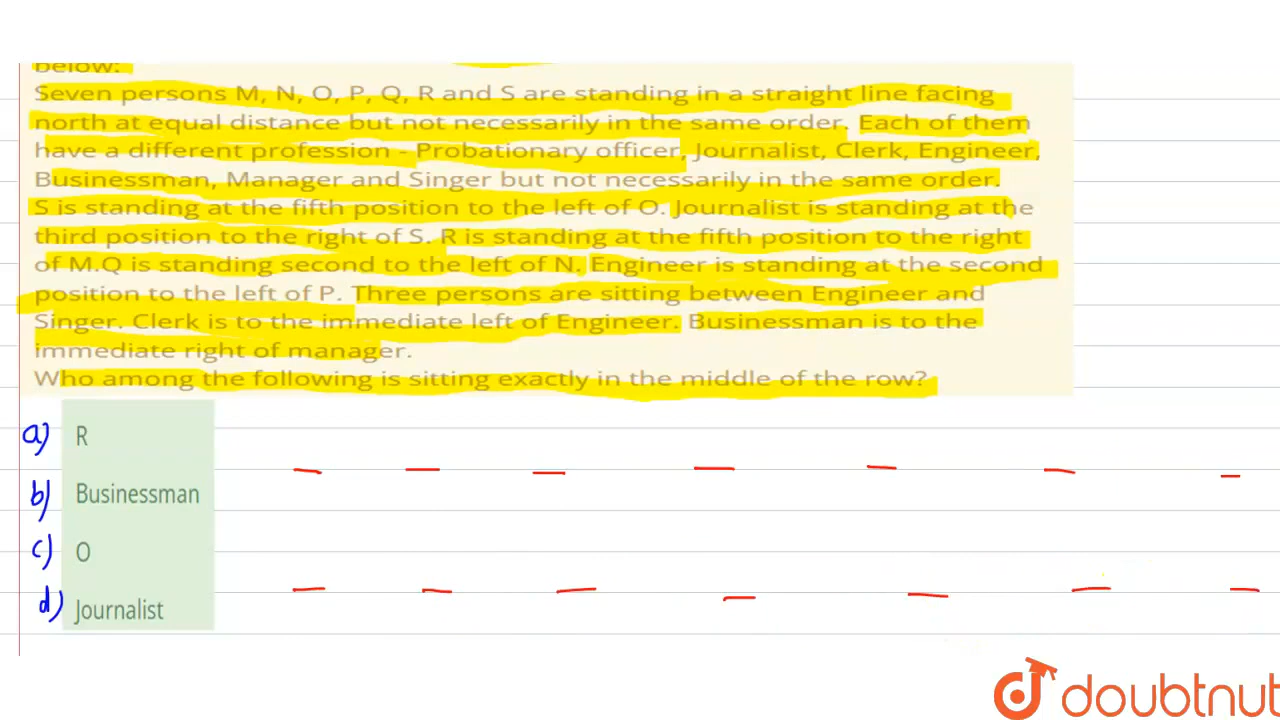 below:
Seven persons M, N, O, P, Q, R and S are standing in a straight line facing
north at equal distance but not necessarily in the same order. Each of them
have a different profession - Probationary officer, Journalist, Clerk, Engineer,
Businessman, Manager and Singer but not necessarily in the same order.
S is standing at the fifth position to the left of O. Journalist is standing at the
third position to the right of S. R is standing at the fifth position to the right
of M.Q is standing second to the left of N. Engineer is standing at the second
position to the left of P. Three persons are sitting between Engineer and
Singer. Clerk is to the immediate left of Engineer. Businessman is to the
immediate right of manager.
Who among the following is sitting exactly in the middle of the row?
a) R
b) Businessman
c) O
d) Journalist
doubtnut